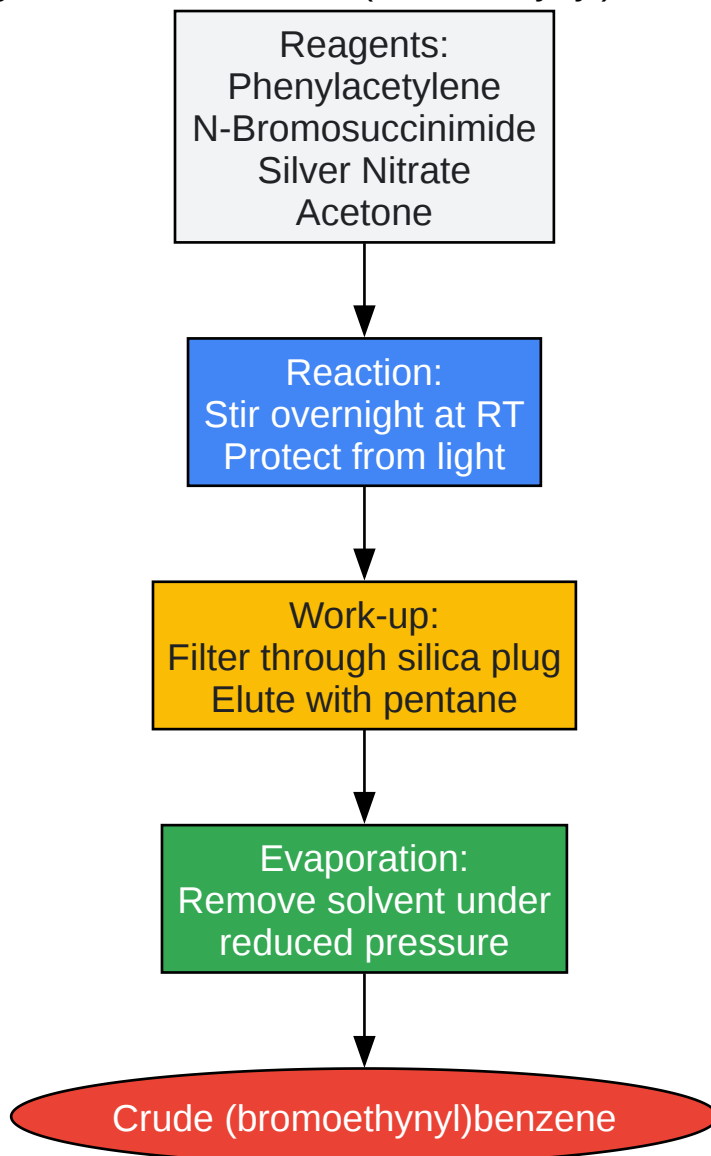 Reagents:
Phenylacetylene
N-Bromosuccinimide
Silver Nitrate
Acetone
Reaction:
Stir overnight at RT
Protect from light
Work-up:
Filter through silica plug
Elute with pentane
Evaporation:
Remove solvent under
reduced pressure
Crude (bromoethynyl)benzene